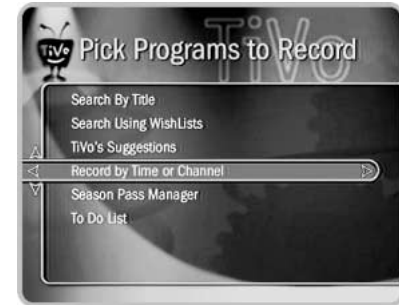 TiVo
Pick Programs to Record
TiVo
Search By Title
Search Using WishLists
TiVo's Suggestions
Record by Time or Channel
Season Pass Manager
To Do List